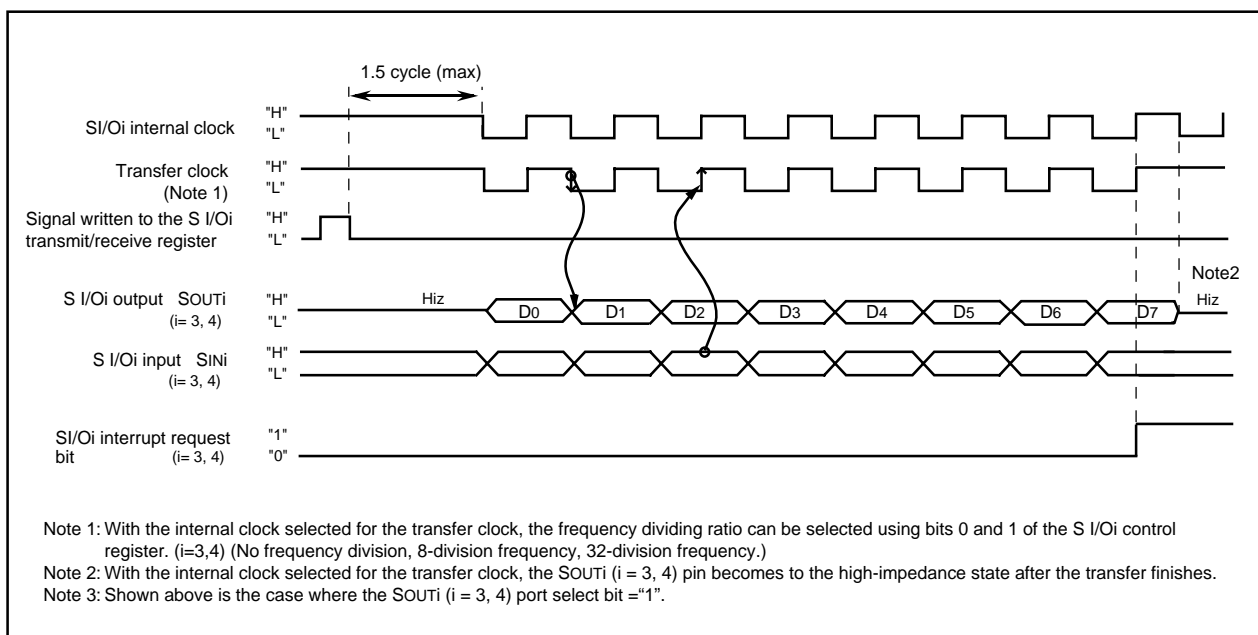 1.5 cycle (max)
SI/Oi internal clock "H"
"L"
Transfer clock "H"
(Note 1) "L"
Signal written to the S I/Oi "H"
transmit/receive register "L"
Note2
S I/Oi output SOUTi "H" Hiz D0 D1 D2 D3 D4 D5 D6 D7 Hiz
(i= 3, 4) "L"
S I/Oi input SINi "H"
(i= 3, 4) "L"
SI/Oi interrupt request "1"
bit (i= 3, 4) "0"
Note 1: With the internal clock selected for the transfer clock, the frequency dividing ratio can be selected using bits 0 and 1 of the S I/Oi control
register. (i=3,4) (No frequency division, 8-division frequency, 32-division frequency.)
Note 2: With the internal clock selected for the transfer clock, the SOUTi (i = 3, 4) pin becomes to the high-impedance state after the transfer finishes.
Note 3: Shown above is the case where the SOUTi (i = 3, 4) port select bit =“1”.